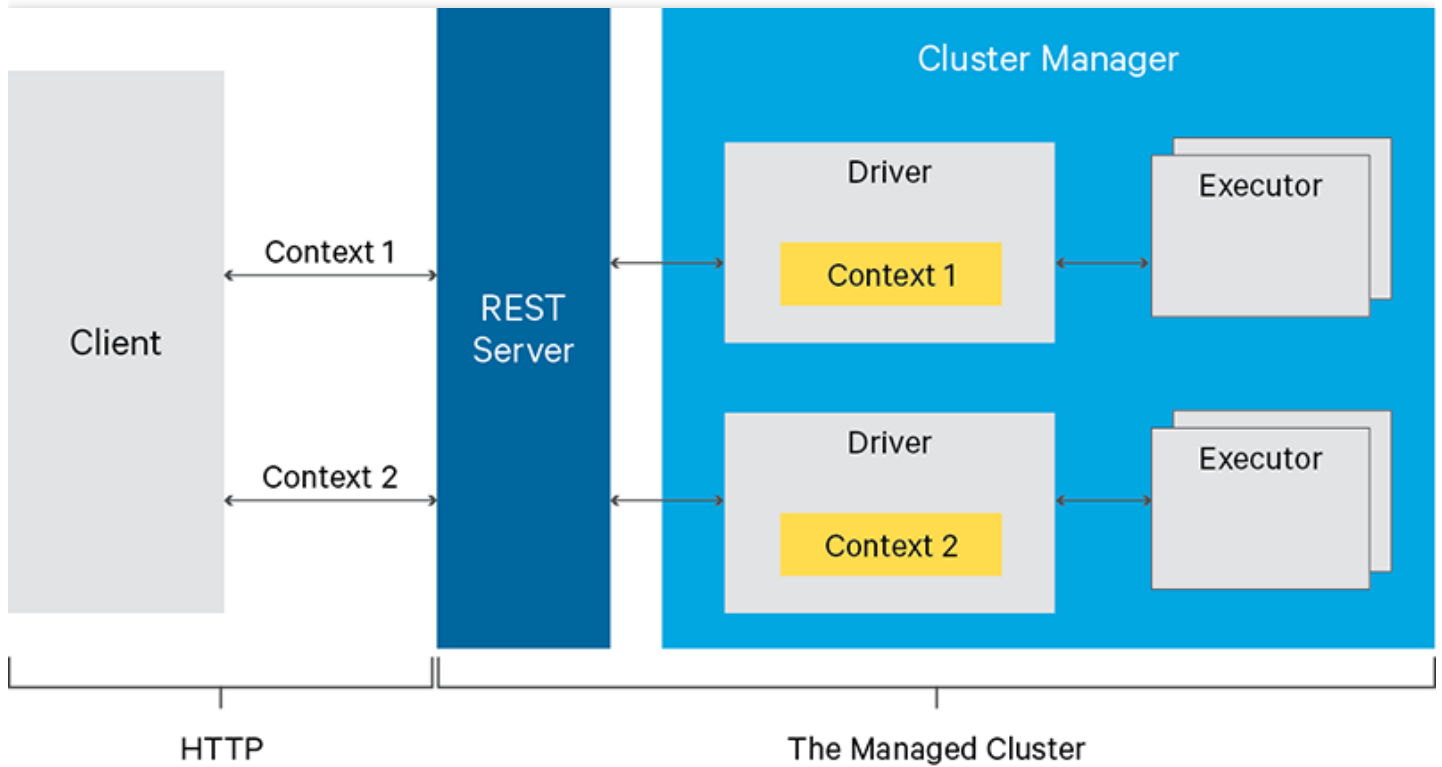 Cluster Manager
Client
Context 1
Context 2
REST
Server
Driver
Context 1
Executor
Driver
Context 2
Executor
HTTP
The Managed Cluster